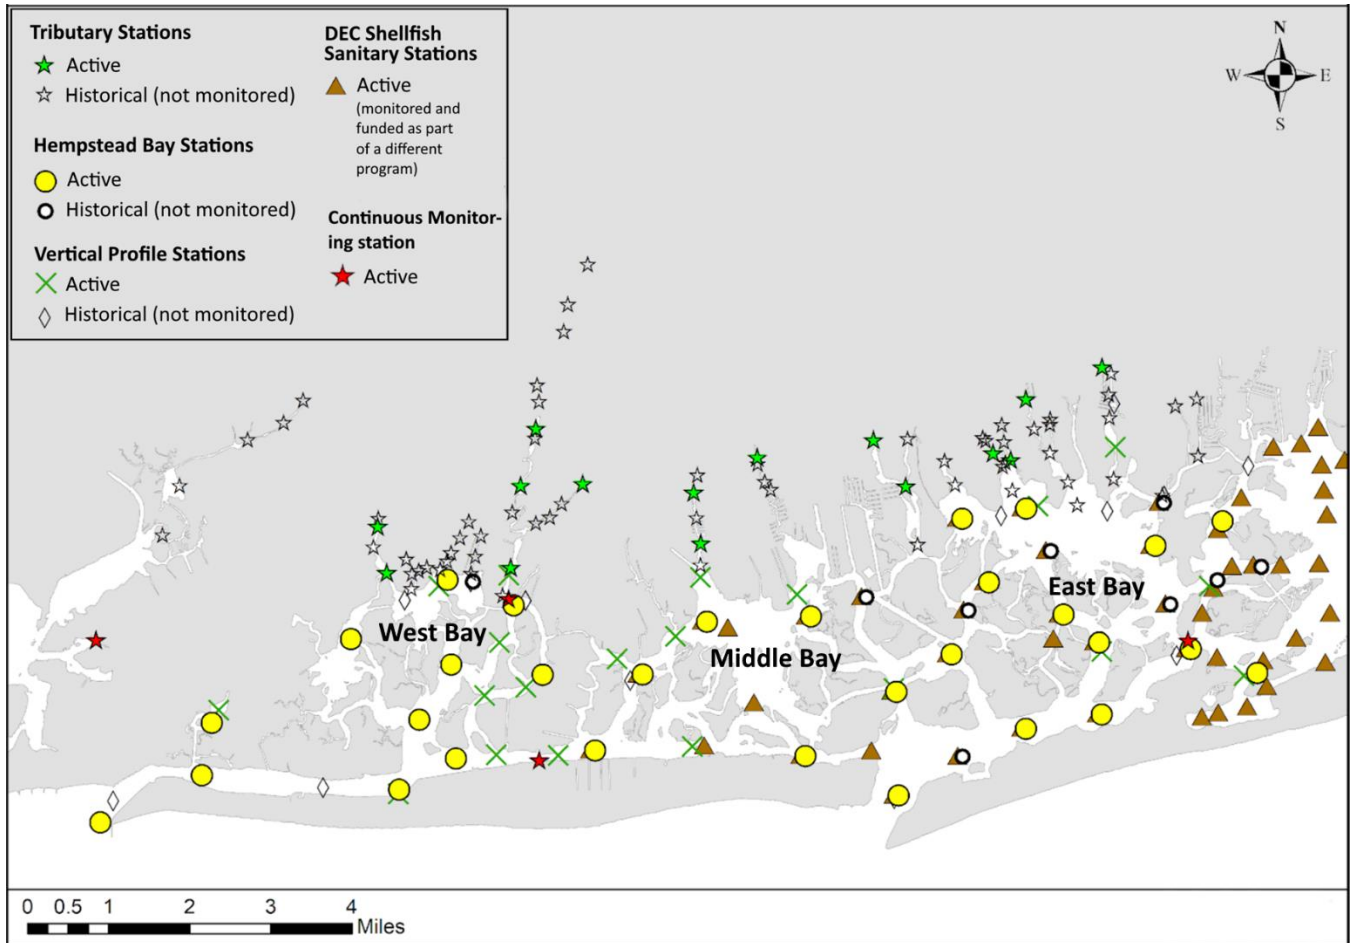 Tributary Stations
Active
Historical (not monitored)
Hempstead Bay Stations
Active
Historical (not monitored)
Vertical Profile Stations
Active
Historical (not monitored)
DEC Shellfish
Sanitary Stations
Active
(monitored and
funded as part
of a different
program)
Continuous Monitor-
ing station
Active
N
W E
S
East Bay
West Bay
Middle Bay
0 0.5 1 2 3 4
Miles